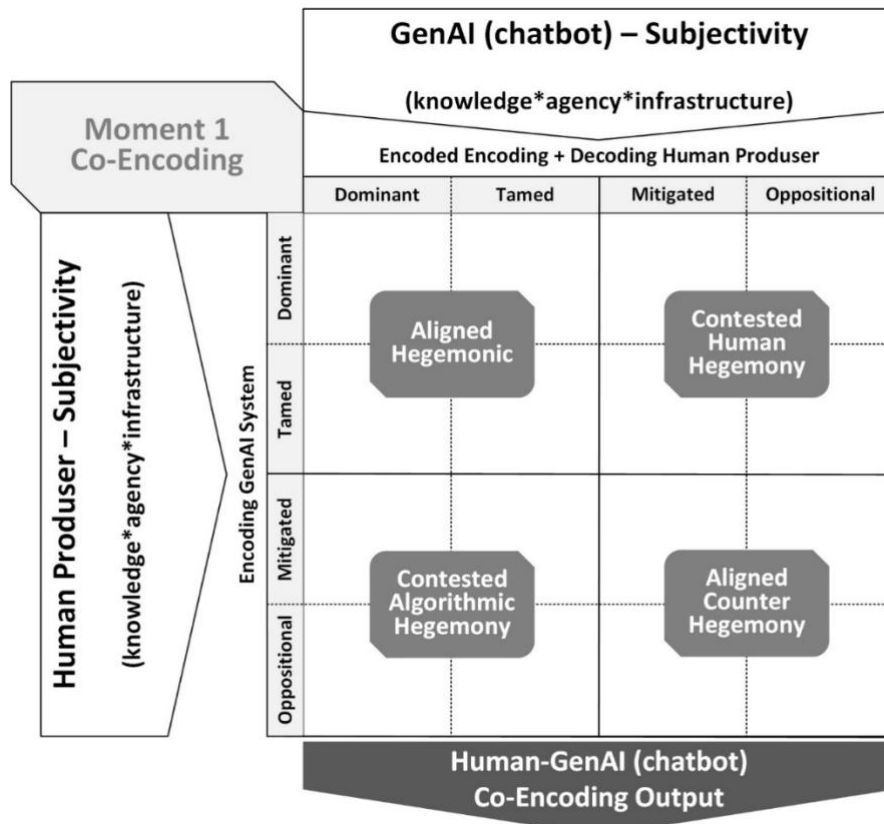 GenAI (chatbot) – Subjectivity
(knowledge*agency*infrastructure)
Moment 1
Co-Encoding
Encoded Encoding + Decoding Human Produser
Dominant
Tamed
Mitigated
Oppositional
Human Produser – Subjectivity
(knowledge*agency*infrastructure)
Encoding GenAI System
Dominant
Tamed
Mitigated
Oppositional
Aligned
Hegemonic
Contested
Human
Hegemony
Contested
Algorithmic
Hegemony
Aligned
Counter
Hegemony
Human-GenAI (chatbot)
Co-Encoding Output